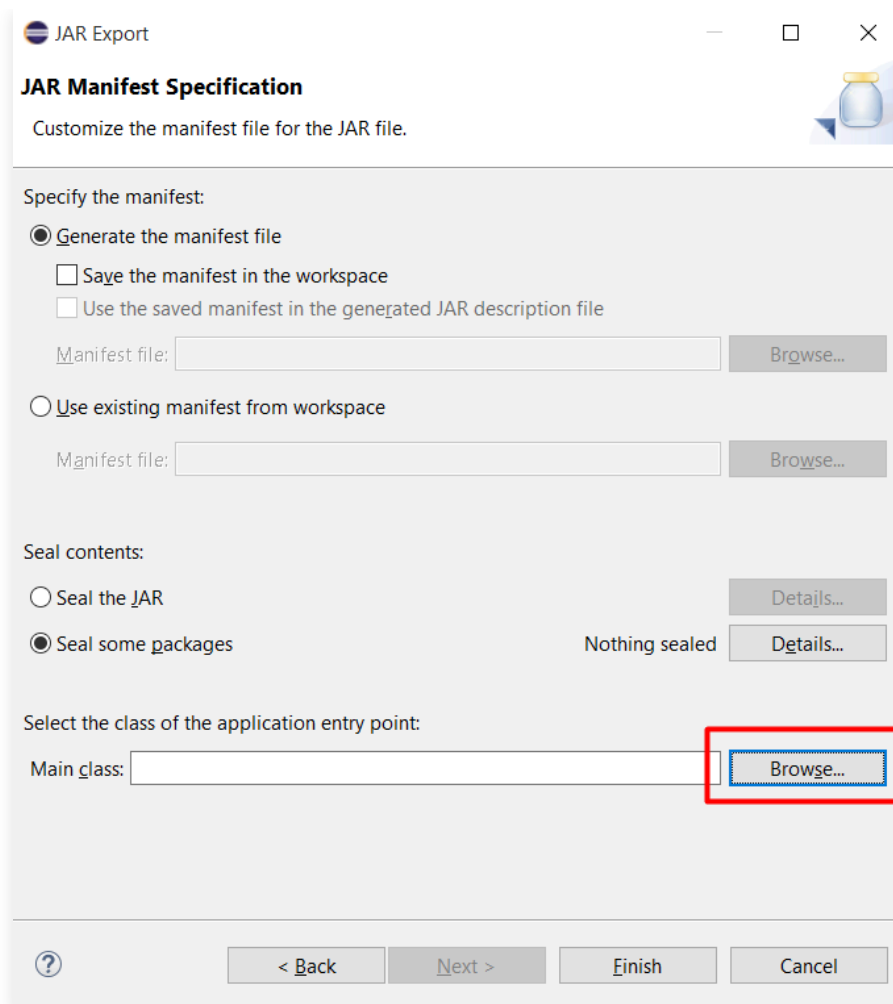 JAR Export
JAR Manifest Specification
Customize the manifest file for the JAR file.
Specify the manifest:
Generate the manifest file
Save the manifest in the workspace
Use the saved manifest in the generated JAR description file
Manifest file: Browse...
Use existing manifest from workspace
Manifest file: Browse...
Seal contents:
Seal the JAR Details...
Seal some packages Nothing sealed Details...
Select the class of the application entry point:
Main class: Browse...
? < Back Next > Finish Cancel